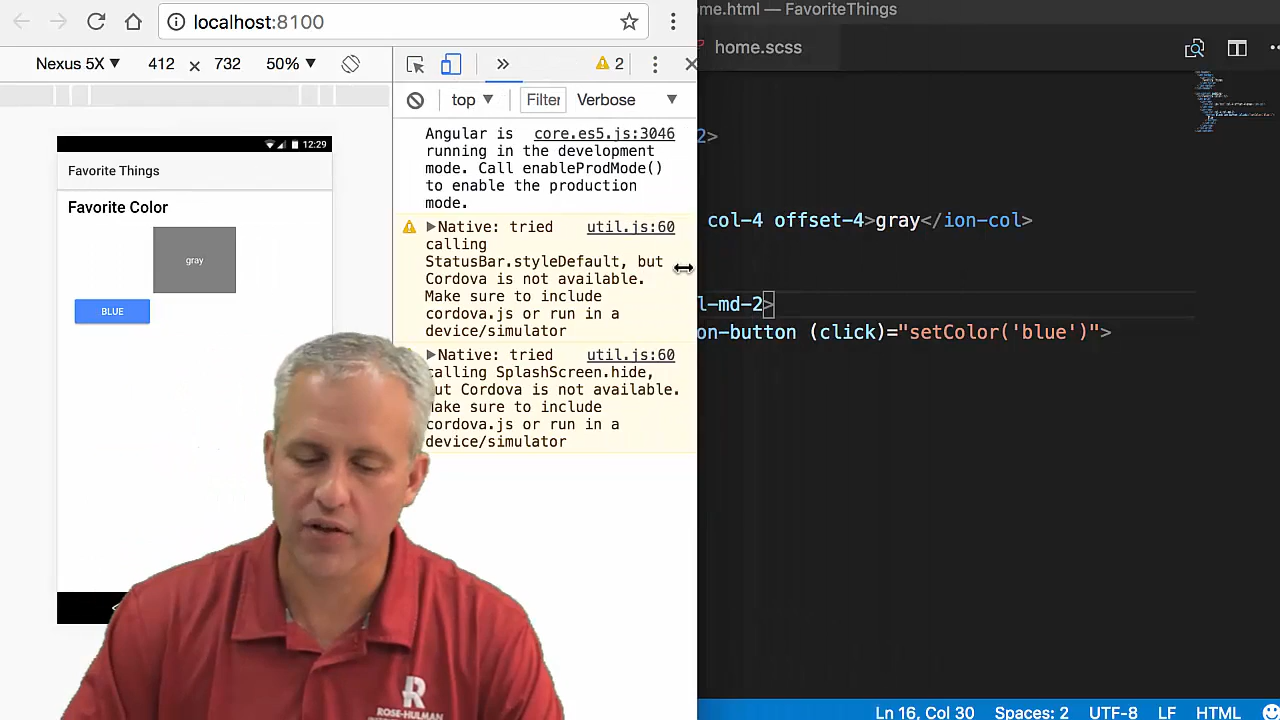 localhost:8100
me.html — FavoriteThings
home.scss
Nexus 5X ▼ 412 × 732 50% ▼
» 2
top ▼ Filter Verbose ▼
Angular is core.es5.js:3046
running in the development
mode. Call enableProdMode()
to enable the production
mode.
Native: tried util.js:60
calling
StatusBar.styleDefault, but
Cordova is not available.
Make sure to include
cordova.js or run in a
device/simulator
Native: tried util.js:60
calling SplashScreen.hide,
ut Cordova is not available.
Make sure to include
cordova.js or run in a
device/simulator
12:29
Favorite Things
Favorite Color
gray
BLUE
2>
col-4 offset-4>gray</ion-col>
l-md-2>
on-button (click)="setColor('blue')">
R
ROSE-HULMAN
Ln 16, Col 30 Spaces: 2 UTF-8 LF HTML